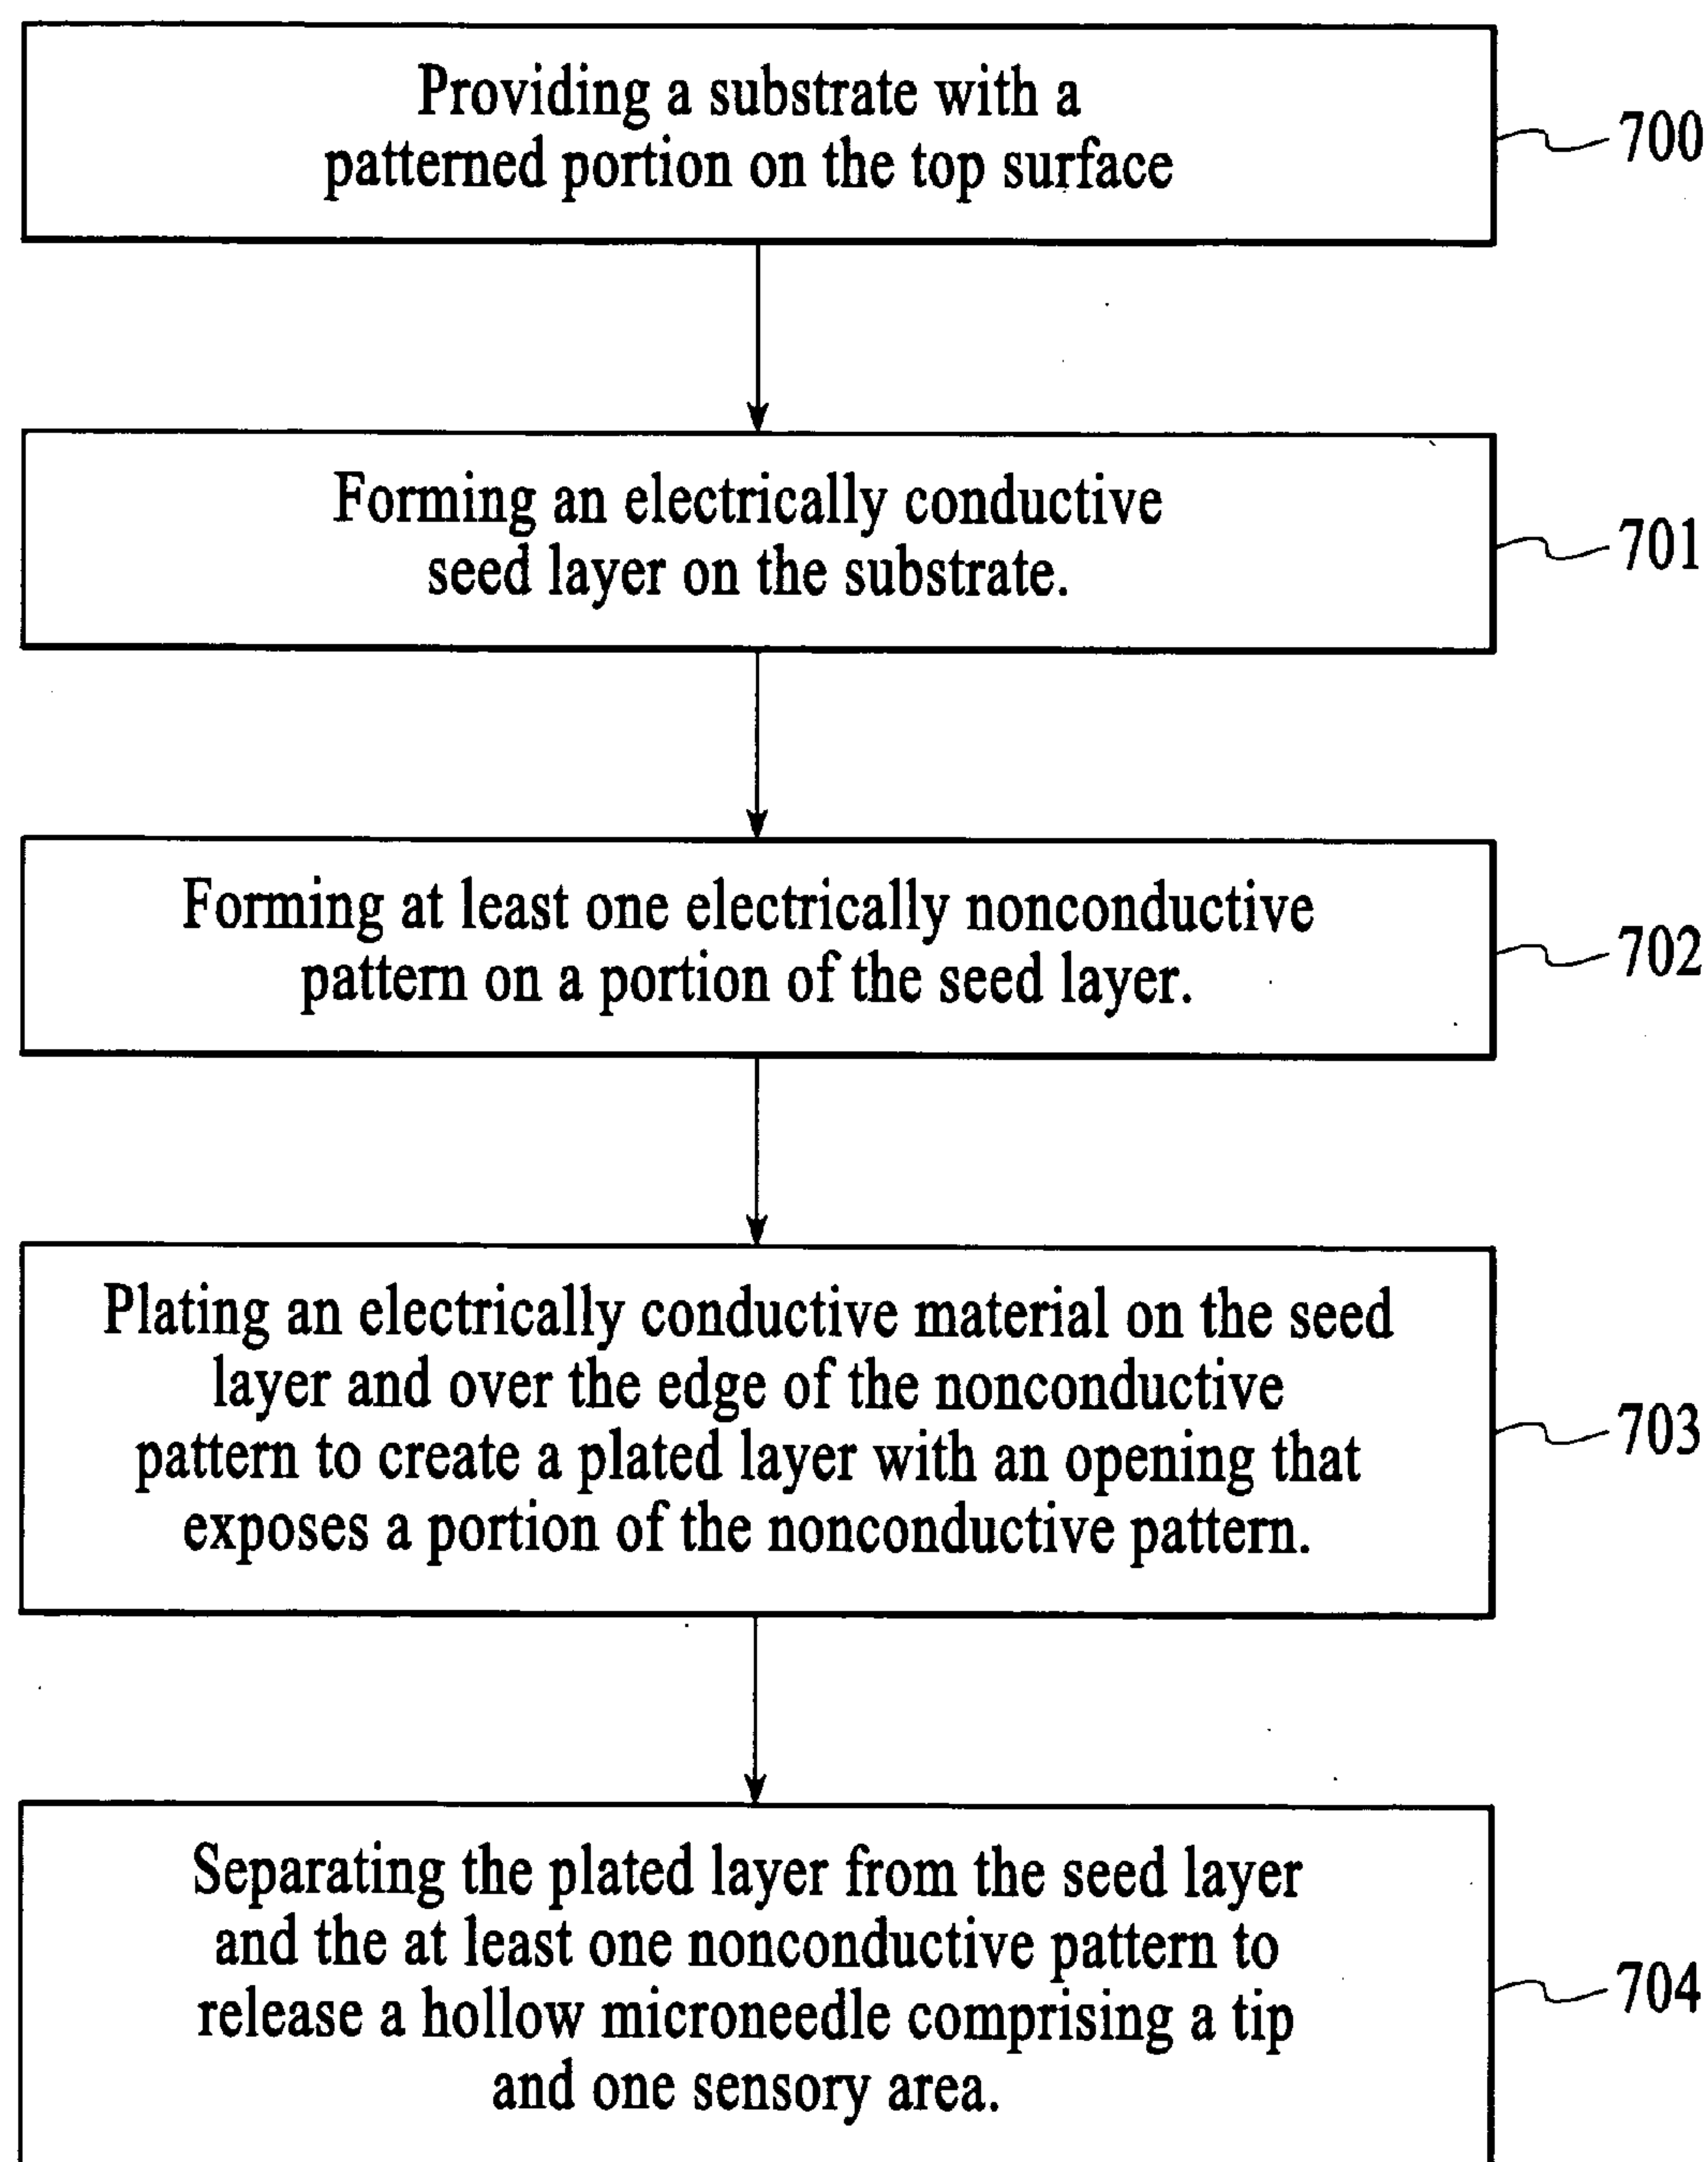 Providing a substrate with a
patterned portion on the top surface
700
Forming an electrically conductive
seed layer on the substrate.
701
Forming at least one electrically nonconductive
pattern on a portion of the seed layer.
702
Plating an electrically conductive material on the seed
layer and over the edge of the nonconductive
pattern to create a plated layer with an opening that
exposes a portion of the nonconductive pattern.
703
Separating the plated layer from the seed layer
and the at least one nonconductive pattern to
release a hollow microneedle comprising a tip
and one sensory area.
704